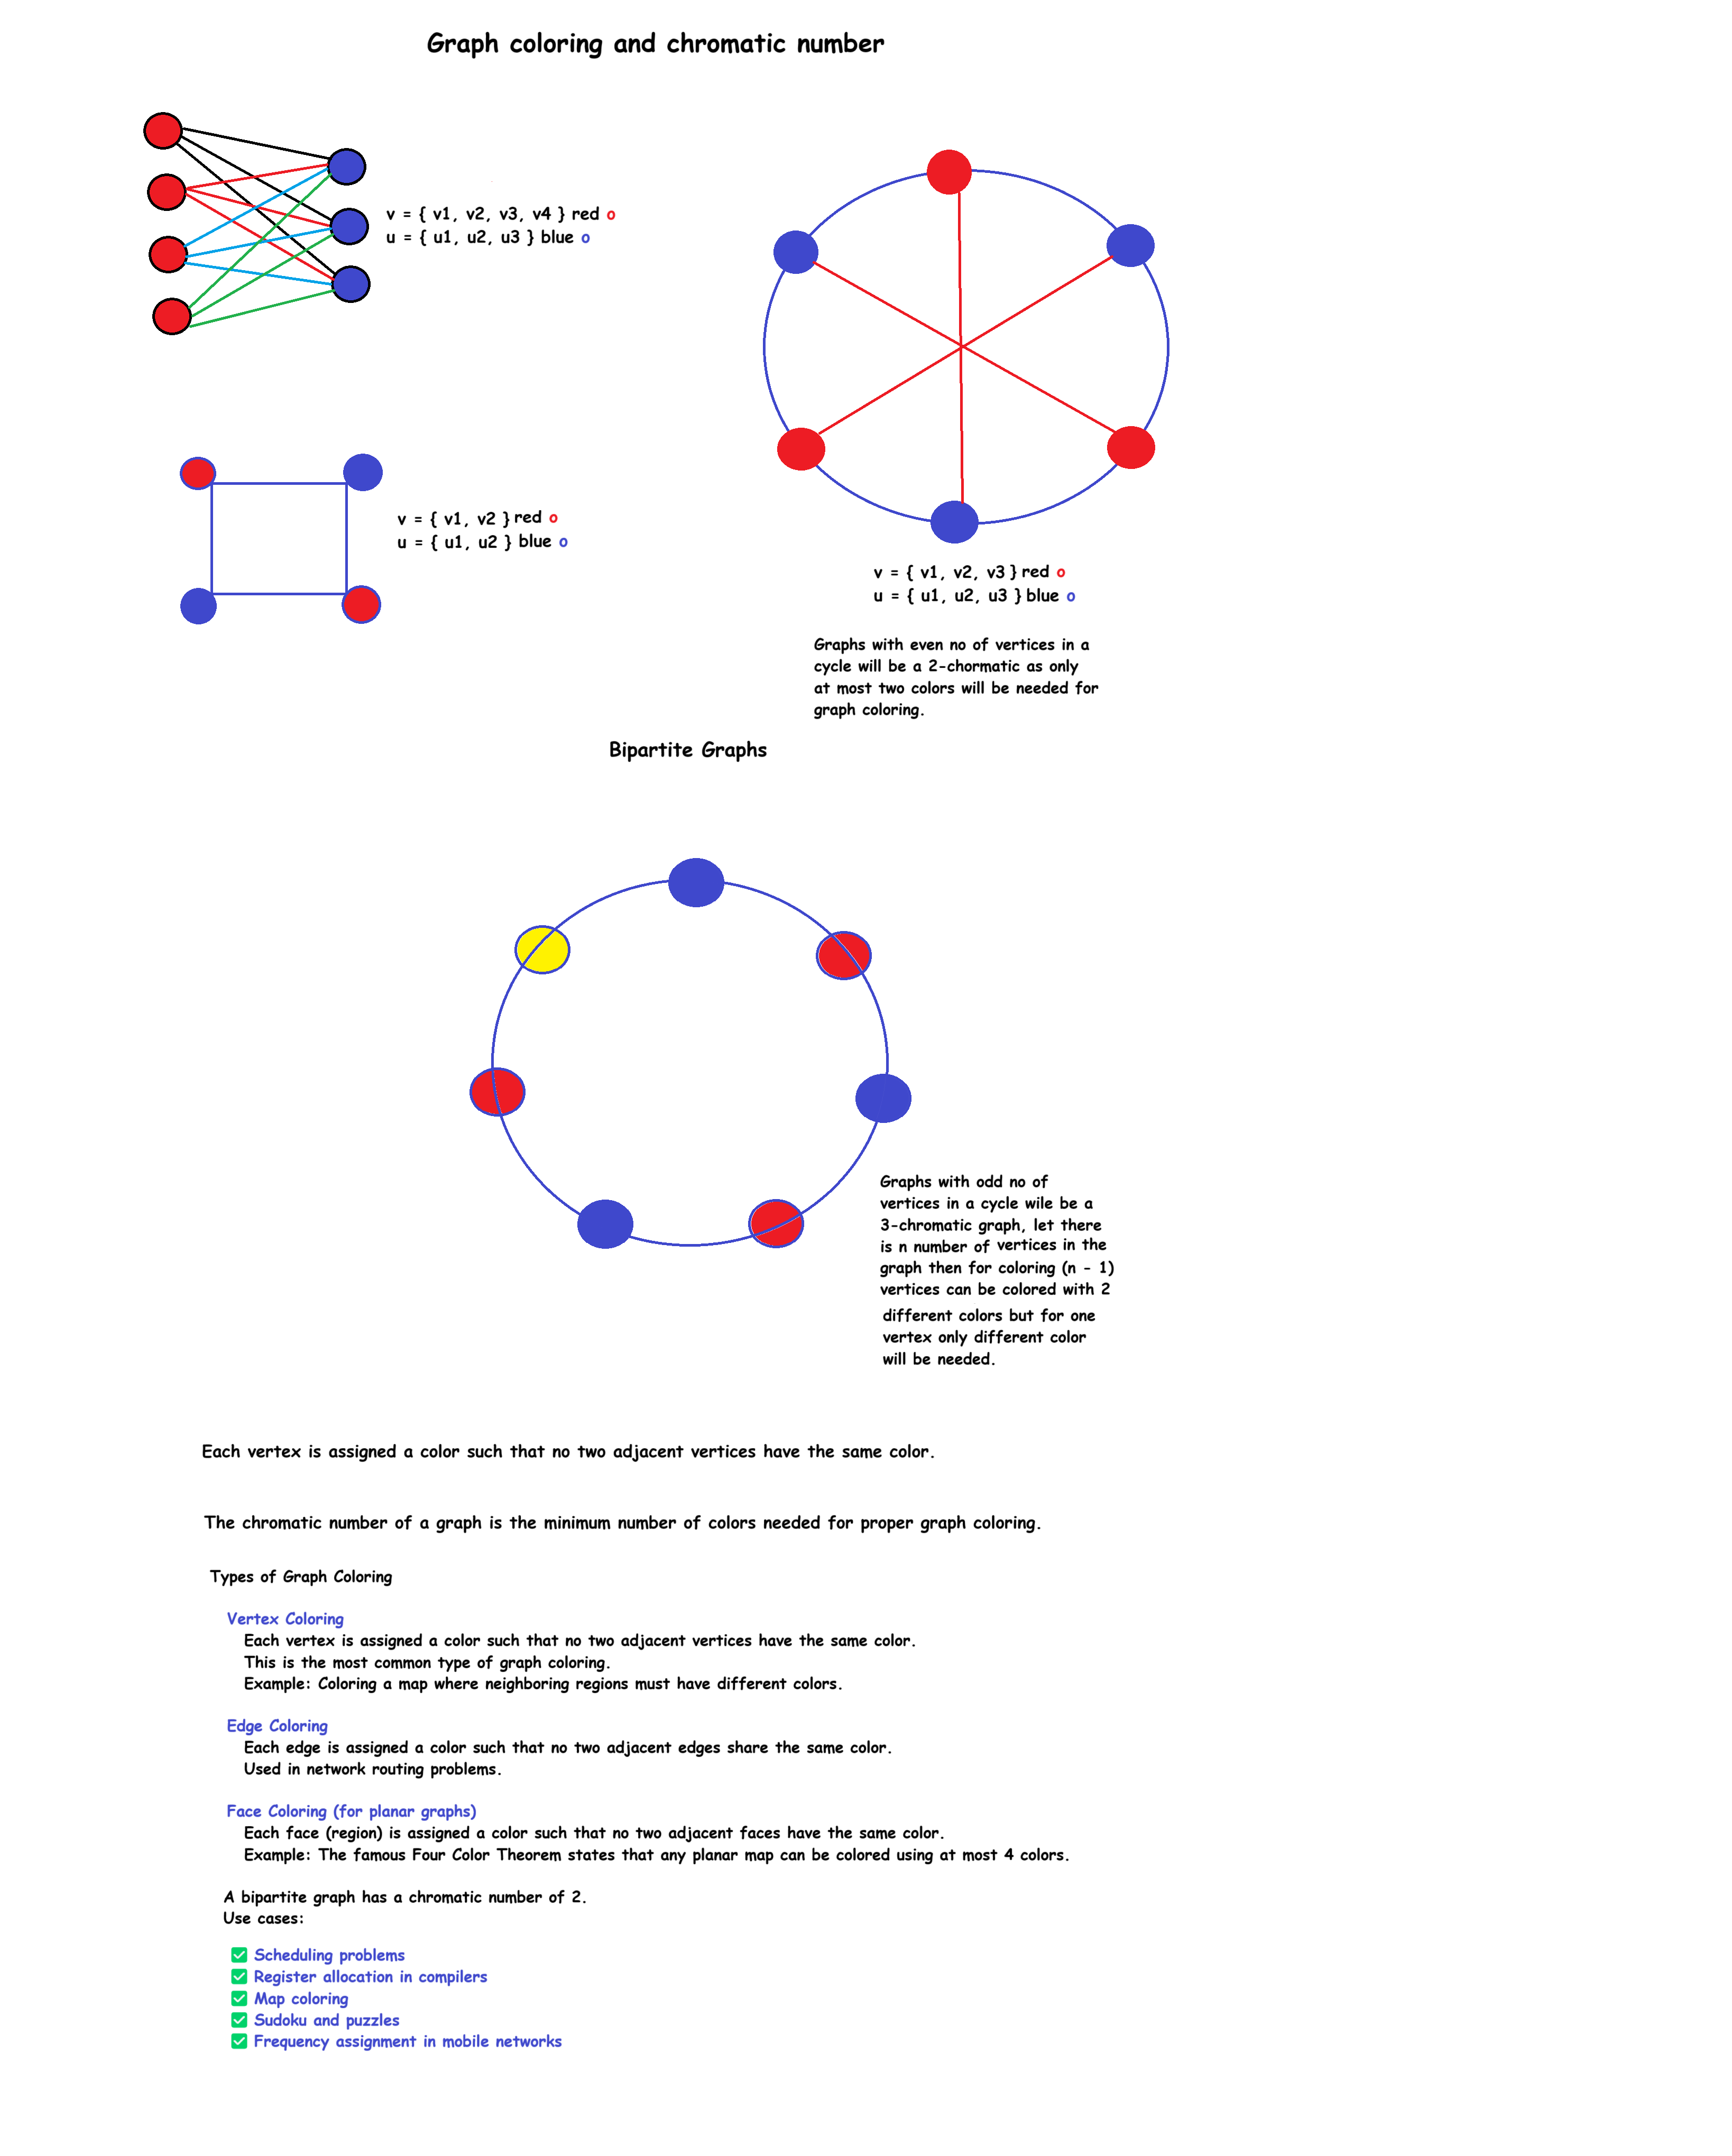 Graph coloring and chromatic number
v = { v1, v2, v3, v4 } red o
u = { u1, u2, u3 } blue o
v = { v1, v2 } red o
u = { u1, u2 } blue o
v = { v1, v2, v3 } red o
u = { u1, u2, u3 } blue o
Graphs with even no of vertices in a
cycle will be a 2-chormatic as only
at most two colors will be needed for
graph coloring.
Bipartite Graphs
Graphs with odd no of
vertices in a cycle wile be a
3-chromatic graph, let there
is n number of vertices in the
graph then for coloring (n - 1)
vertices can be colored with 2
different colors but for one
vertex only different color
will be needed.
Each vertex is assigned a color such that no two adjacent vertices have the same color.
The chromatic number of a graph is the minimum number of colors needed for proper graph coloring.
Types of Graph Coloring
Vertex Coloring
Each vertex is assigned a color such that no two adjacent vertices have the same color.
This is the most common type of graph coloring.
Example: Coloring a map where neighboring regions must have different colors.
Edge Coloring
Each edge is assigned a color such that no two adjacent edges share the same color.
Used in network routing problems.
Face Coloring (for planar graphs)
Each face (region) is assigned a color such that no two adjacent faces have the same color.
Example: The famous Four Color Theorem states that any planar map can be colored using at most 4 colors.
A bipartite graph has a chromatic number of 2.
Use cases:
✅ Scheduling problems
✅ Register allocation in compilers
✅ Map coloring
✅ Sudoku and puzzles
✅ Frequency assignment in mobile networks